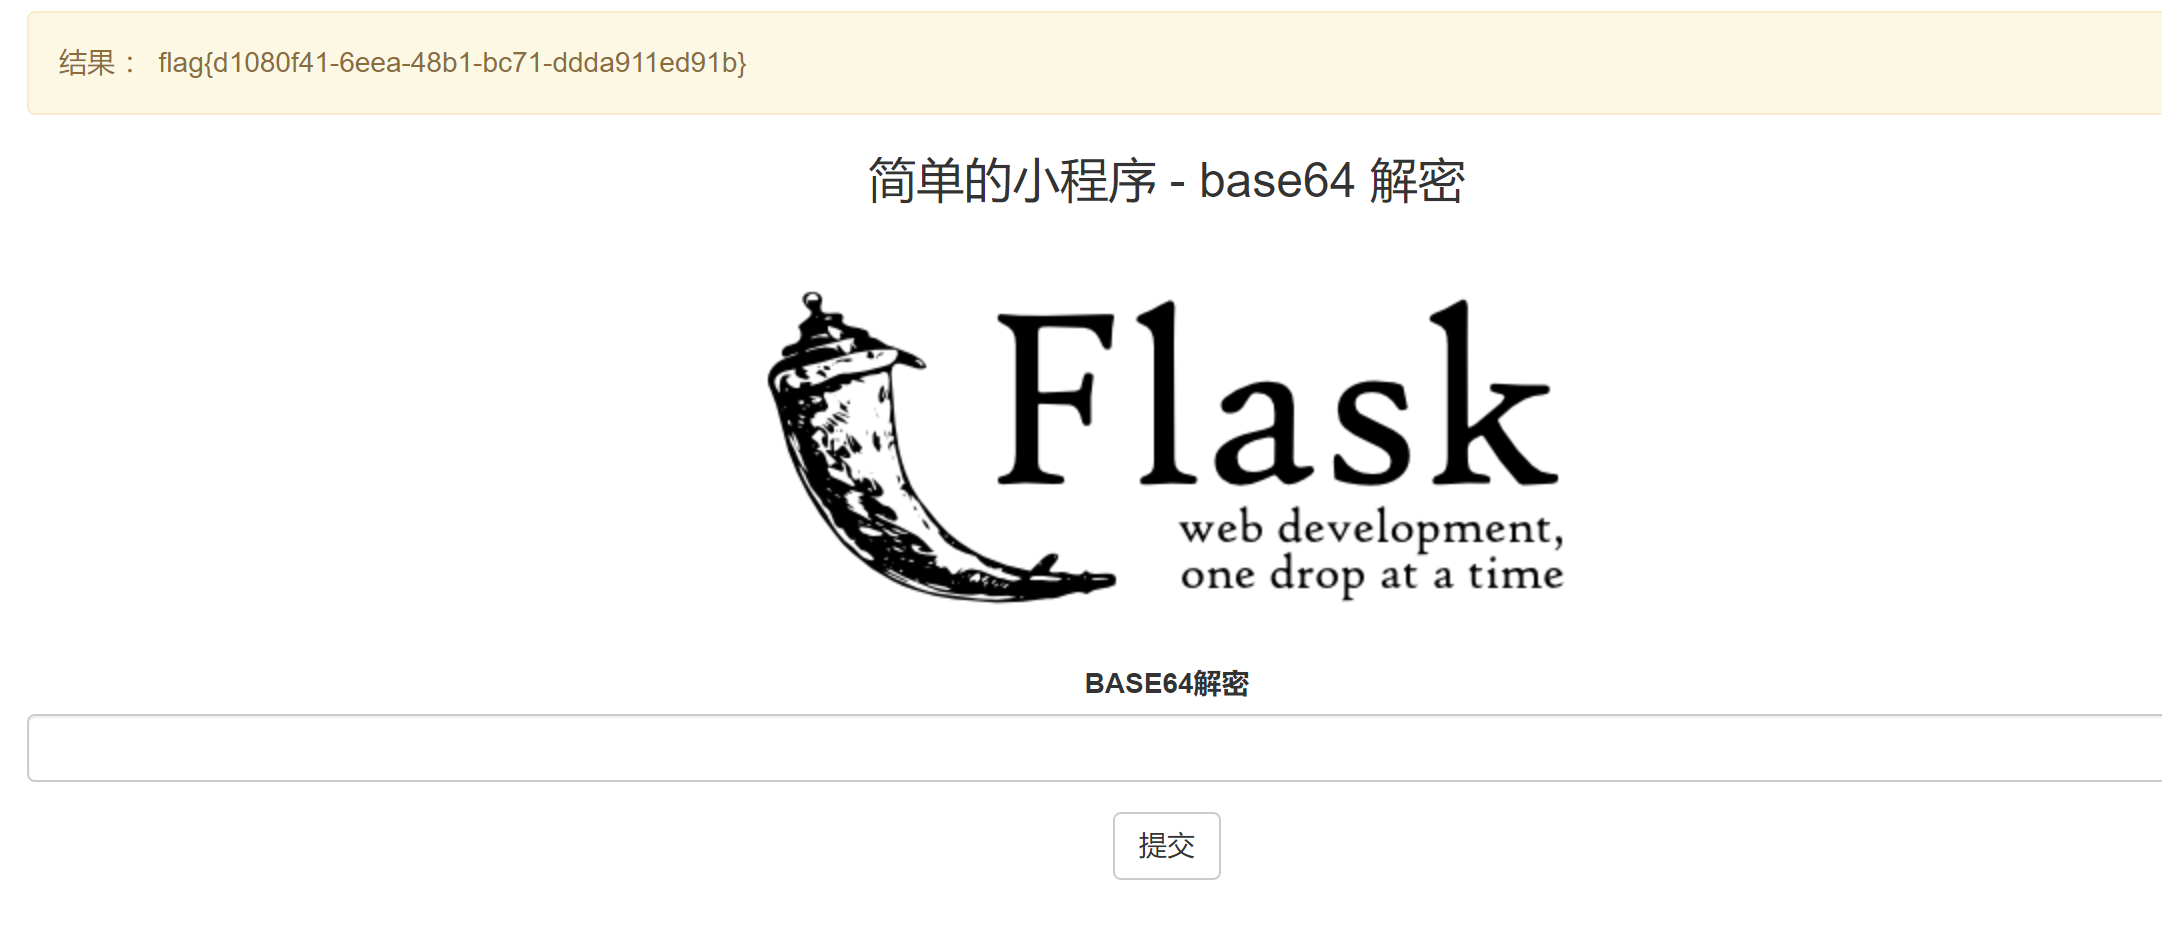 结果 ： flag{d1080f41-6eea-48b1-bc71-ddda911ed91b}
简单的小程序 - base64 解密
Flask
web development,
one drop at a time
BASE64解密
提交